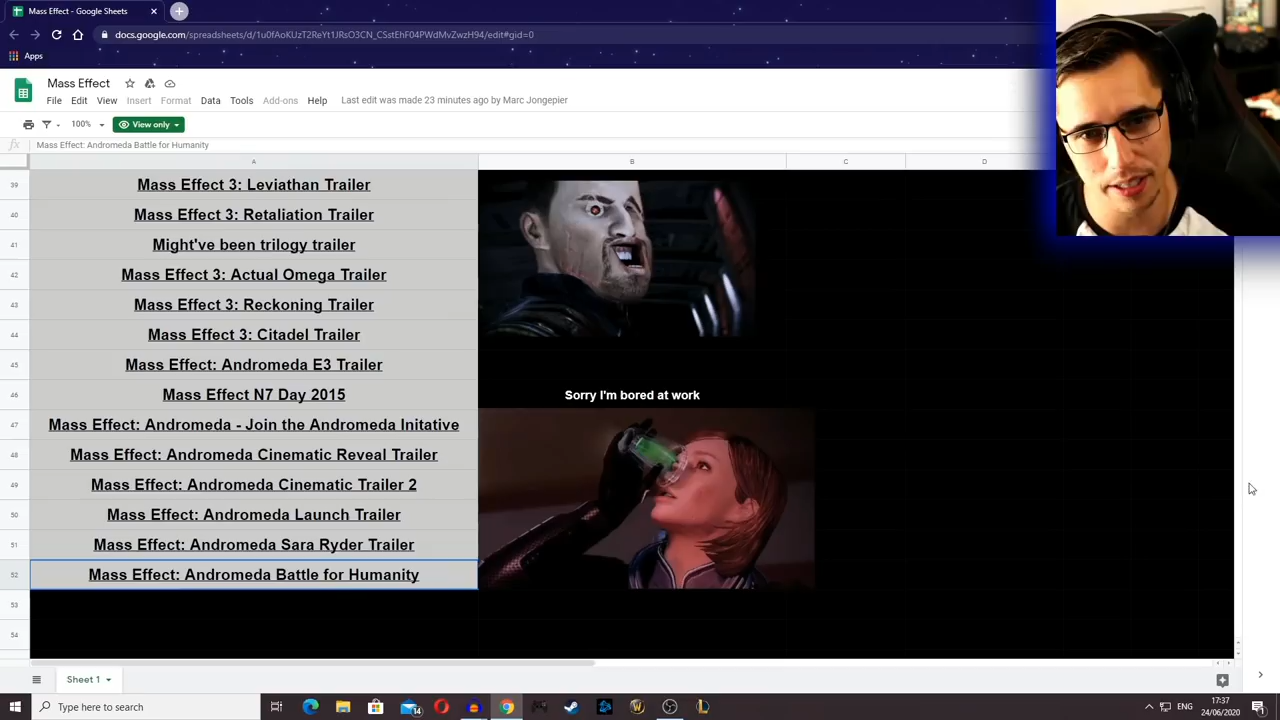 Mass Effect - Google Sheets
docs.google.com/spreadsheets/d/1u0fAoKUzT2ReYt1JRsO3CN_CSstEhF04PWdMvZwzH94/edit#gid=0
Apps
Mass Effect
File Edit View Insert Format Data Tools Add-ons Help Last edit was made 23 minutes ago by Marc Jongepier
100% View only
fx Mass Effect: Andromeda Battle for Humanity
A B C D
39 Mass Effect 3: Leviathan Trailer
40 Mass Effect 3: Retaliation Trailer
41 Might've been trilogy trailer
42 Mass Effect 3: Actual Omega Trailer
43 Mass Effect 3: Reckoning Trailer
44 Mass Effect 3: Citadel Trailer
45 Mass Effect: Andromeda E3 Trailer
46 Mass Effect N7 Day 2015 Sorry I'm bored at work
47 Mass Effect: Andromeda - Join the Andromeda Initative
48 Mass Effect: Andromeda Cinematic Reveal Trailer
49 Mass Effect: Andromeda Cinematic Trailer 2
50 Mass Effect: Andromeda Launch Trailer
51 Mass Effect: Andromeda Sara Ryder Trailer
52 Mass Effect: Andromeda Battle for Humanity
53
54
Sheet 1
Type here to search 14 ENG 17:37
24/06/2020 1